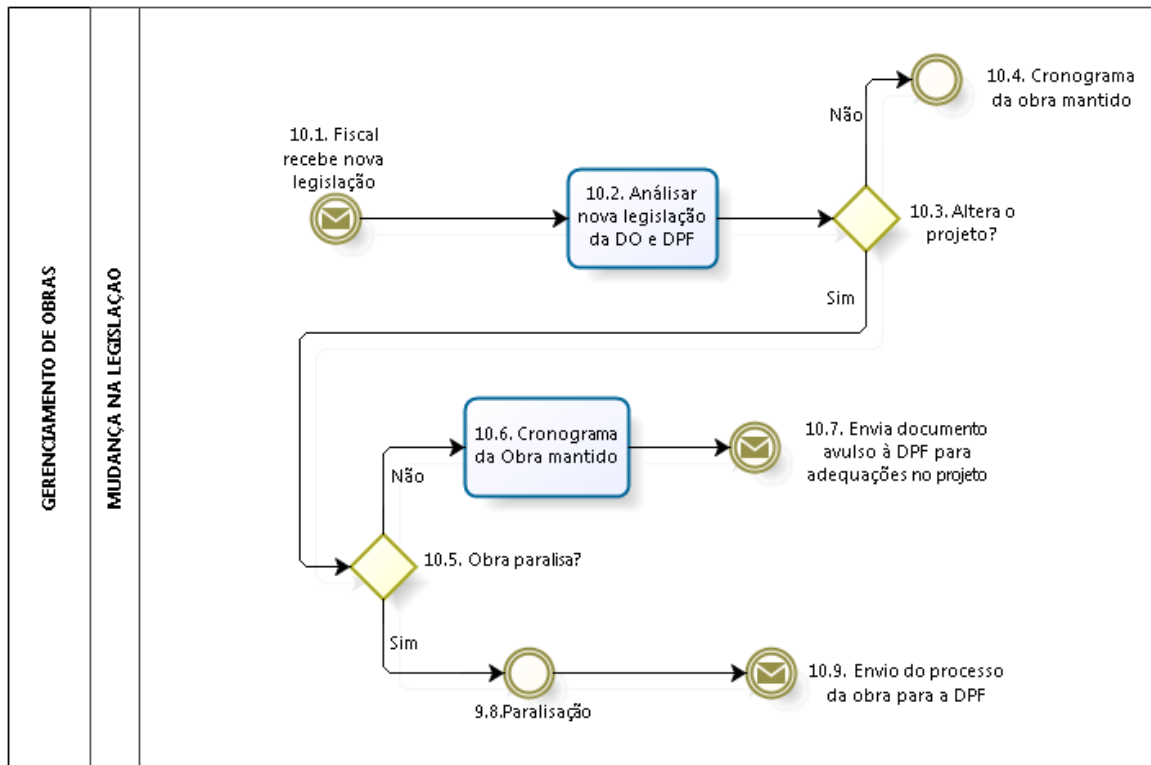 GERENCIAMENTO DE OBRAS
MUDANÇA NA LEGISLAÇAO
10.1. Fiscal
recebe nova
legislação
10.2. Análisar
nova legislação
da DO e DPF
10.3. Altera o
projeto?
Não
10.4. Cronograma
da obra mantido
Sim
10.5. Obra paralisa?
Não
10.6. Cronograma
da Obra mantido
10.7. Envia documento
avulso à DPF para
adequações no projeto
Sim
9.8.Paralisação
10.9. Envio do processo
da obra para a DPF